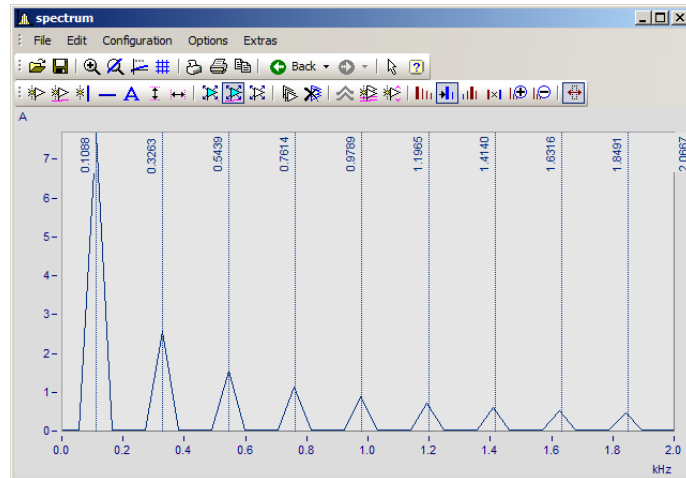 spectrum
File Edit Configuration Options Extras
Back
A
A
0.1088 0.3263 0.5439 0.7614 0.9789 1.1965 1.4140 1.6316 1.8491 2.0667
7
6
5
4
3
2
1
0
0.0 0.2 0.4 0.6 0.8 1.0 1.2 1.4 1.6 1.8 2.0
kHz